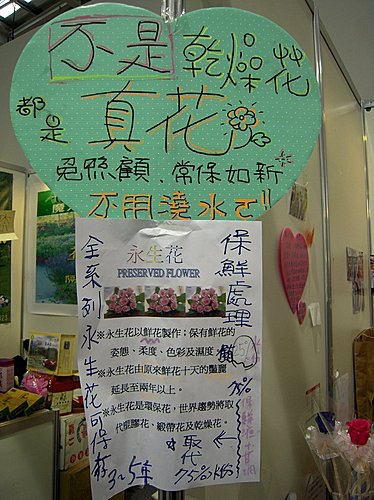 不是乾燥花
都是真花
免照顧、常保如新
不用澆水ㄛ!!
永生花
PRESERVED FLOWER
※永生花以鮮花製作；保有鮮花的
姿態、柔度、色彩及濕度。
※永生花由原來鮮花十天的豔麗
延長至兩年以上。
※永生花是環保花，世界趨勢將取
代塑膠花、緞帶花及乾燥花。
保鮮處理
全系列永生花可保存3~5年
取代
75%